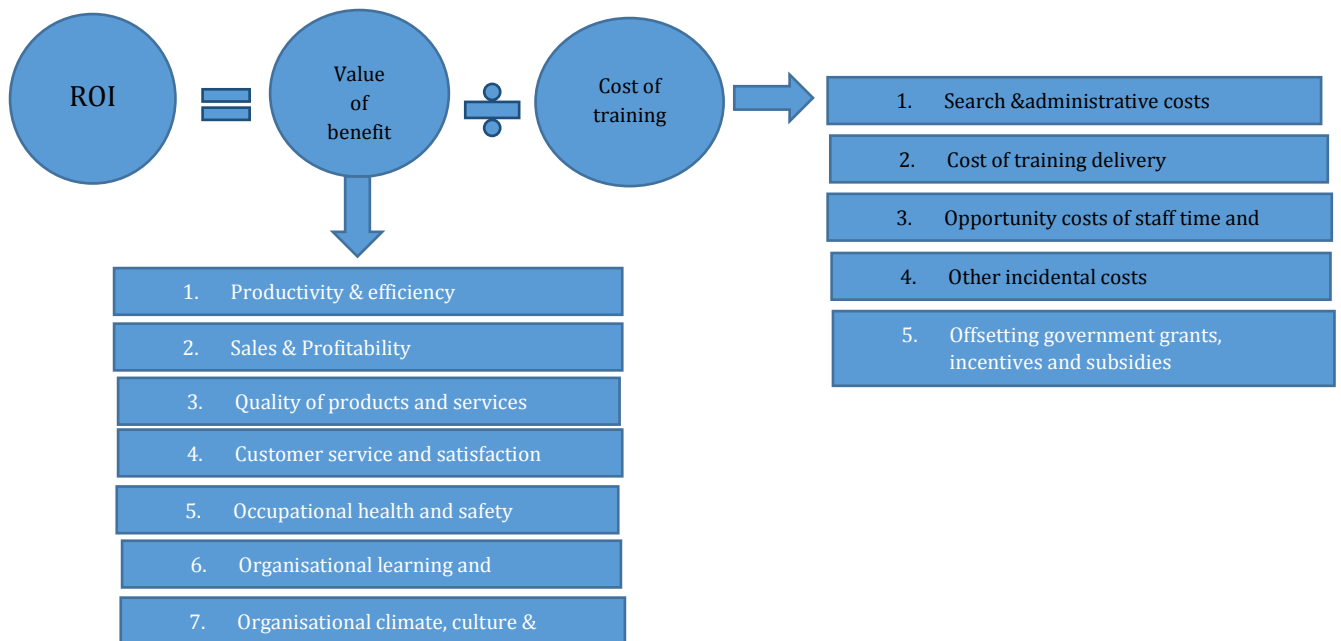 ROI
Value
of
benefit
Cost of
training
1. Search &administrative costs
2. Cost of training delivery
3. Opportunity costs of staff time and
4. Other incidental costs
5. Offsetting government grants,
incentives and subsidies
1. Productivity & efficiency
2. Sales & Profitability
3. Quality of products and services
4. Customer service and satisfaction
5. Occupational health and safety
6. Organisational learning and
7. Organisational climate, culture &